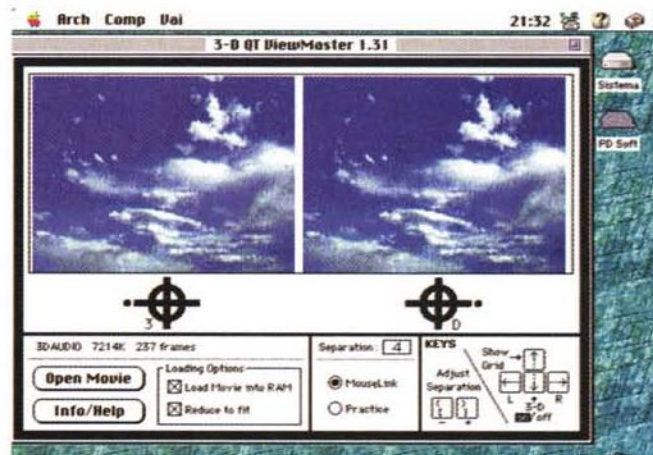 Arch Comp Vai 21:32
3-D QT ViewMaster 1.31
Sistema
PD Soft
3 D
3DAUDIO 7214K 237 frames
Open Movie
Info/Help
Loading Options
Load Movie into RAM
Reduce to fit
Separation: 4
MouseLink
Practice
KEYS
Adjust
Separation
{ }
- +
Show
Grid
↑
← ↓ →
L + R
3-D
/off